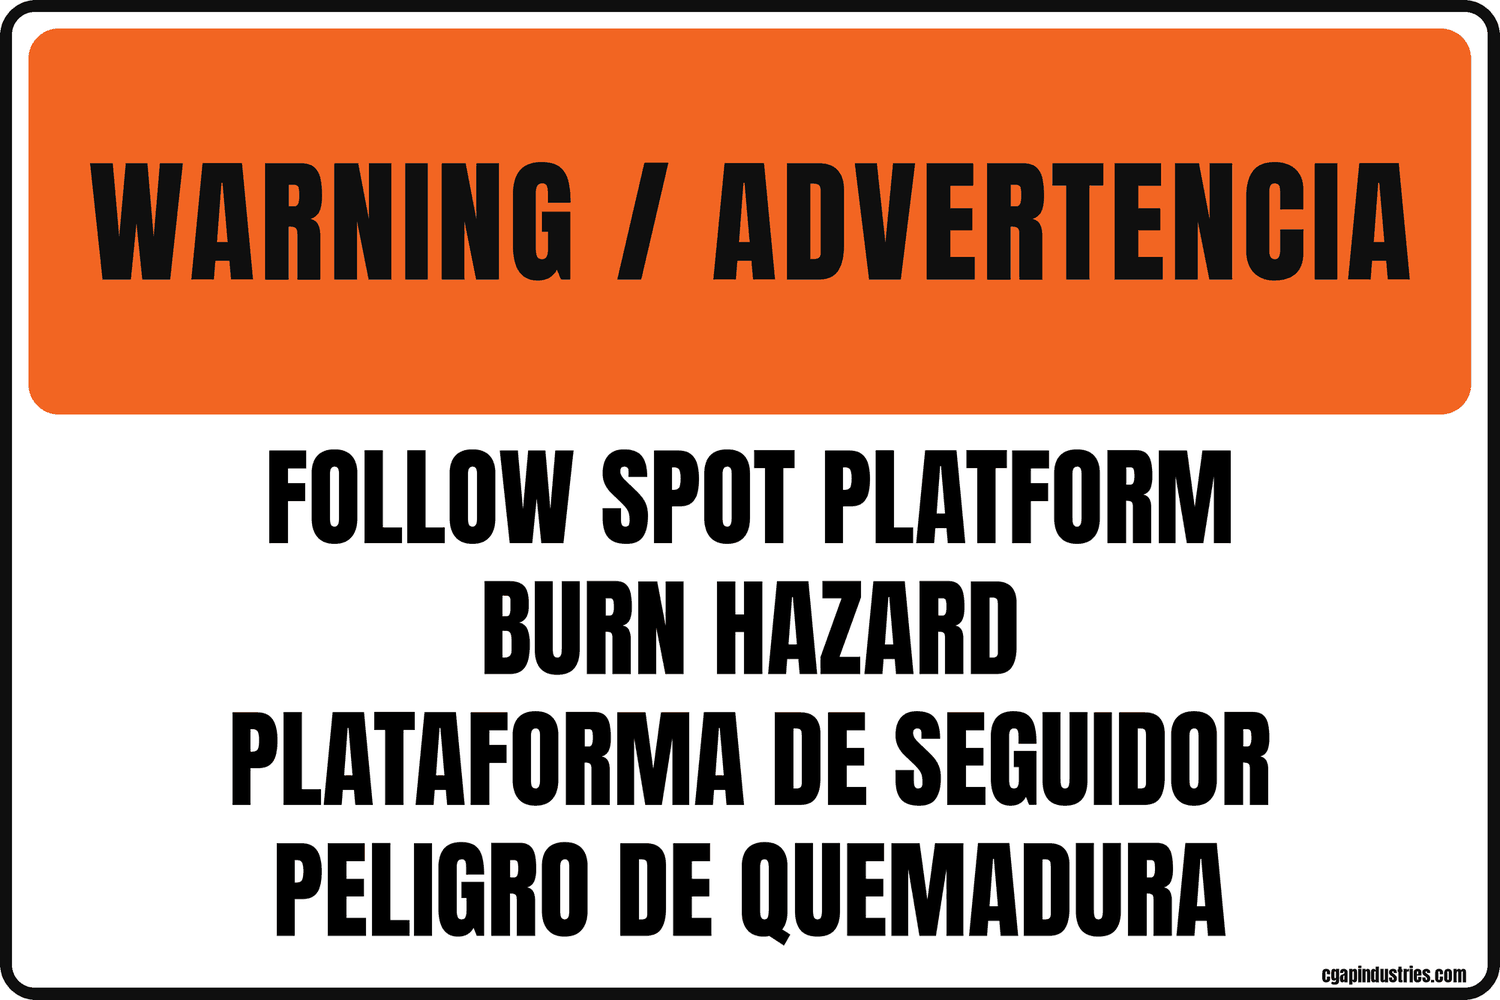 WARNING / ADVERTENCIA
FOLLOW SPOT PLATFORM
BURN HAZARD
PLATAFORMA DE SEGUIDOR
PELIGRO DE QUEMADURA
cgapindustries.com